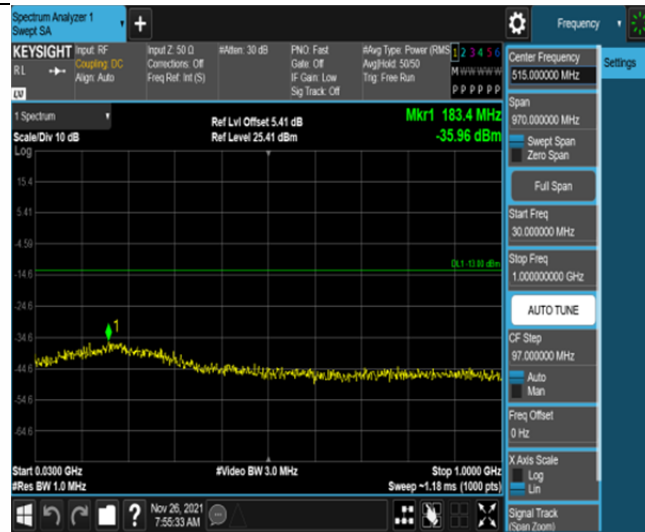 Spectrum Analyzer 1
Swept SA
+
Frequency
KEYSIGHT
RL
LXI
Input: RF
Coupling: DC
Align: Auto
Input Z: 50 Ω
Corrections: Off
Freq Ref: Int (S)
#Atten: 30 dB
PNO: Fast
Gate: Off
IF Gain: Low
Sig Track: Off
#Avg Type: Power (RMS
Avg|Hold: 50/50
Trig: Free Run
1 2 3 4 5 6
M W W W W W
P P P P P P
1 Spectrum
Scale/Div 10 dB
Log
Ref Lvl Offset 5.41 dB
Ref Level 25.41 dBm
Mkr1 183.4 MHz
-35.96 dBm
15.4
5.41
-4.59
-14.6
-24.6
-34.6
-44.6
-54.6
-64.6
DL1 -13.00 dBm
1
Start 0.0300 GHz
#Res BW 1.0 MHz
#Video BW 3.0 MHz
Stop 1.0000 GHz
Sweep ~1.18 ms (1000 pts)
Nov 26, 2021
7:55:33 AM
?
Center Frequency
515.000000 MHz
Span
970.000000 MHz
Swept Span
Zero Span
Full Span
Start Freq
30.000000 MHz
Stop Freq
1.000000000 GHz
AUTO TUNE
CF Step
97.000000 MHz
Auto
Man
Freq Offset
0 Hz
X Axis Scale
Log
Lin
Signal Track
(Span Zoom)
Settings